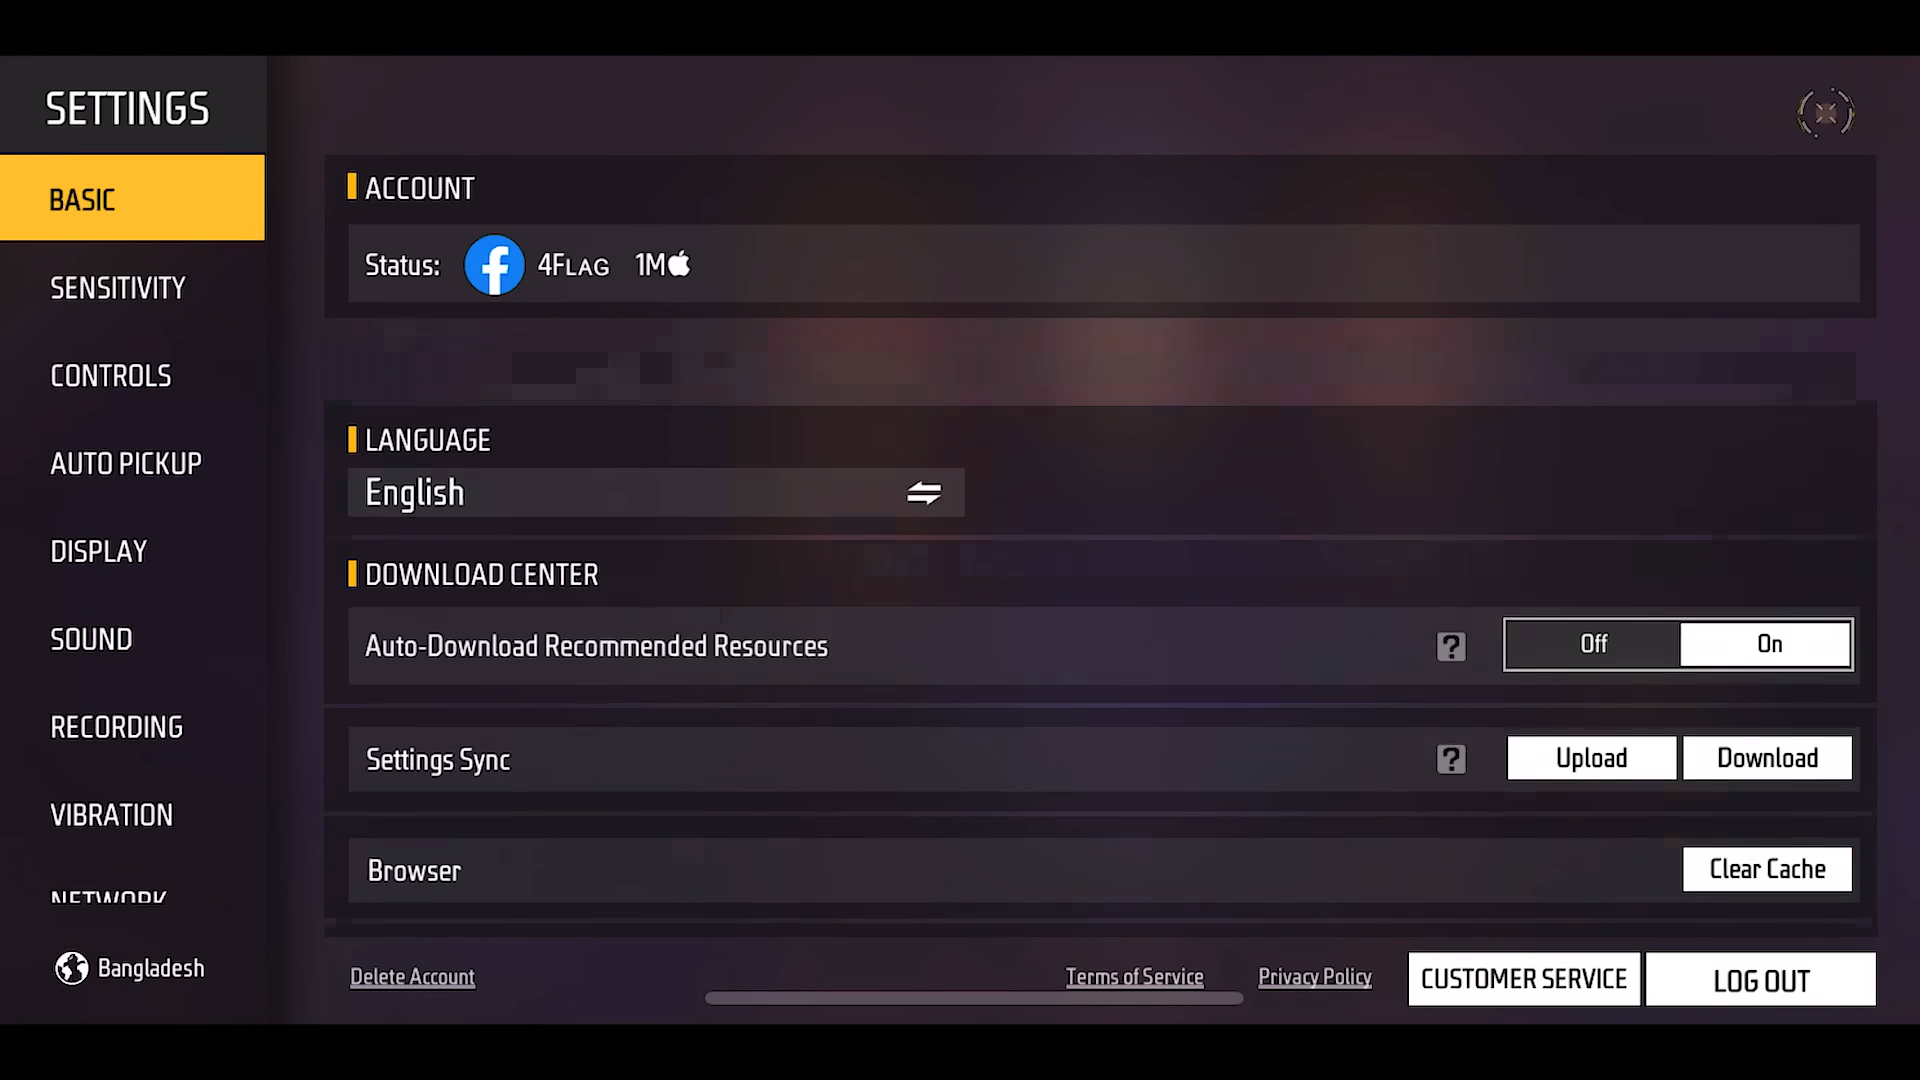 SETTINGS
BASIC
SENSITIVITY
CONTROLS
AUTO PICKUP
DISPLAY
SOUND
RECORDING
VIBRATION
NETWORK
Bangladesh
ACCOUNT
Status: 4FLAG 1M
LANGUAGE
English
DOWNLOAD CENTER
Auto-Download Recommended Resources ? Off On
Settings Sync ? Upload Download
Browser Clear Cache
Delete Account Terms of Service Privacy Policy CUSTOMER SERVICE LOG OUT